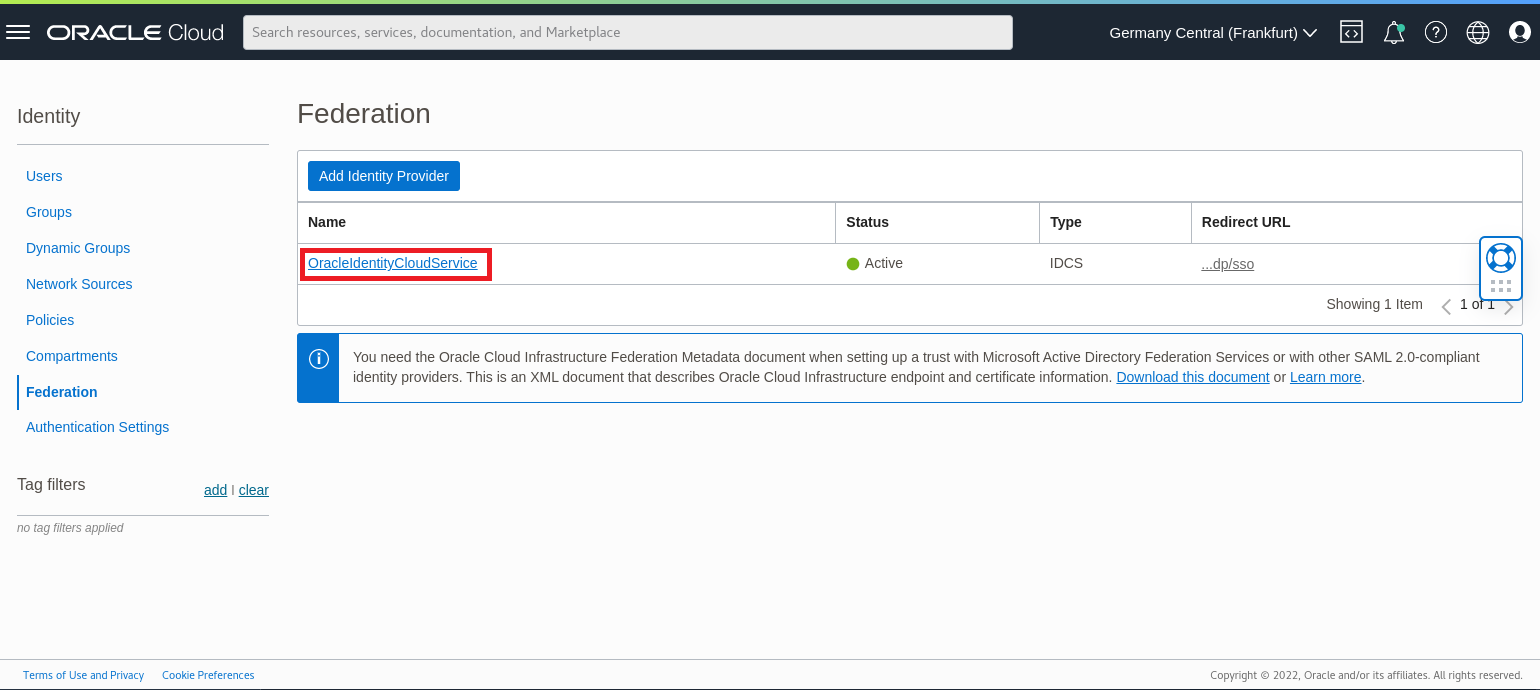 ORACLE Cloud
Search resources, services, documentation, and Marketplace
Germany Central (Frankfurt)
Identity
Users
Groups
Dynamic Groups
Network Sources
Policies
Compartments
Federation
Authentication Settings
Tag filters
add | clear
no tag filters applied
Federation
Add Identity Provider
Name Status Type Redirect URL
OracleIdentityCloudService Active IDCS ...dp/sso
Showing 1 Item 1 of 1
You need the Oracle Cloud Infrastructure Federation Metadata document when setting up a trust with Microsoft Active Directory Federation Services or with other SAML 2.0-compliant
identity providers. This is an XML document that describes Oracle Cloud Infrastructure endpoint and certificate information. Download this document or Learn more.
Terms of Use and Privacy Cookie Preferences
Copyright © 2022, Oracle and/or its affiliates. All rights reserved.